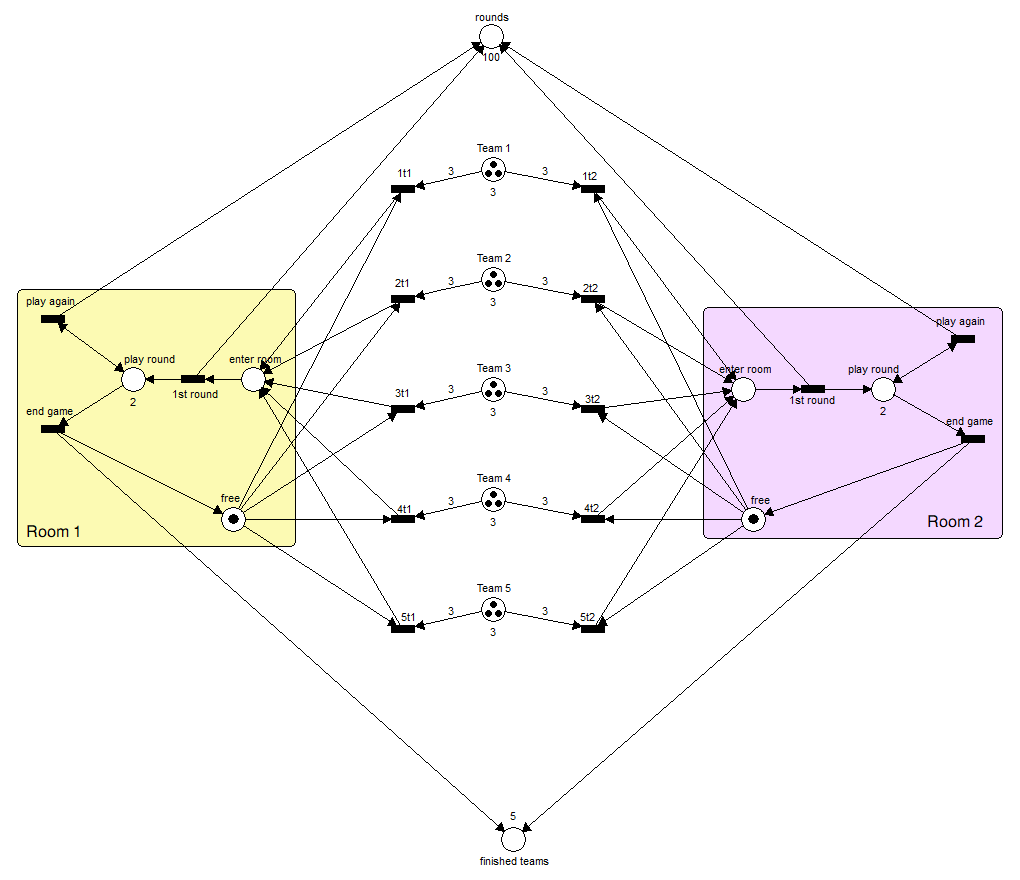 rounds
100
Team 1
1t1
3
3
1t2
3
Team 2
2t1
3
3
2t2
3
play again
play again
play round
enter room
Team 3
enter room
play round
3
3
1st round
3t1
3t2
1st round
2
3
2
end game
end game
Team 4
free
3
3
free
4t1
4t2
3
Room 1
Room 2
Team 5
5t1
3
3
5t2
3
5
finished teams